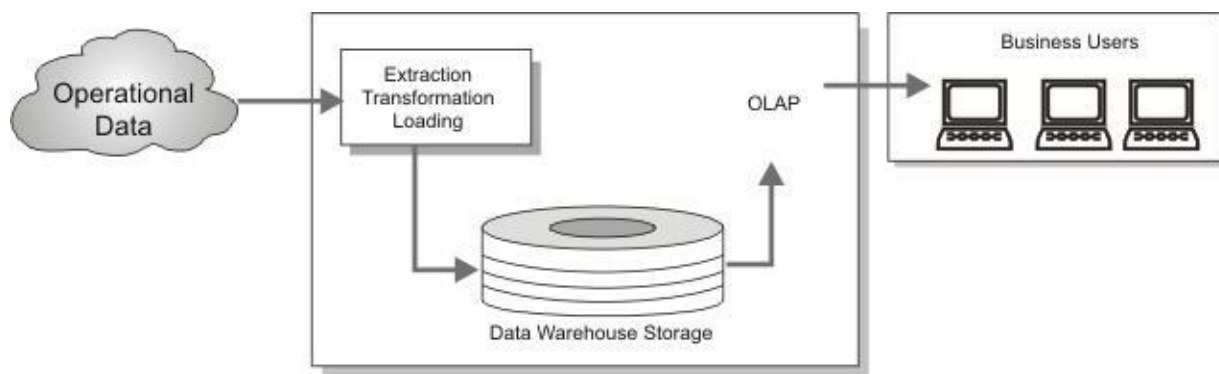 Operational
Data
Extraction
Transformation
Loading
Data Warehouse Storage
OLAP
Business Users